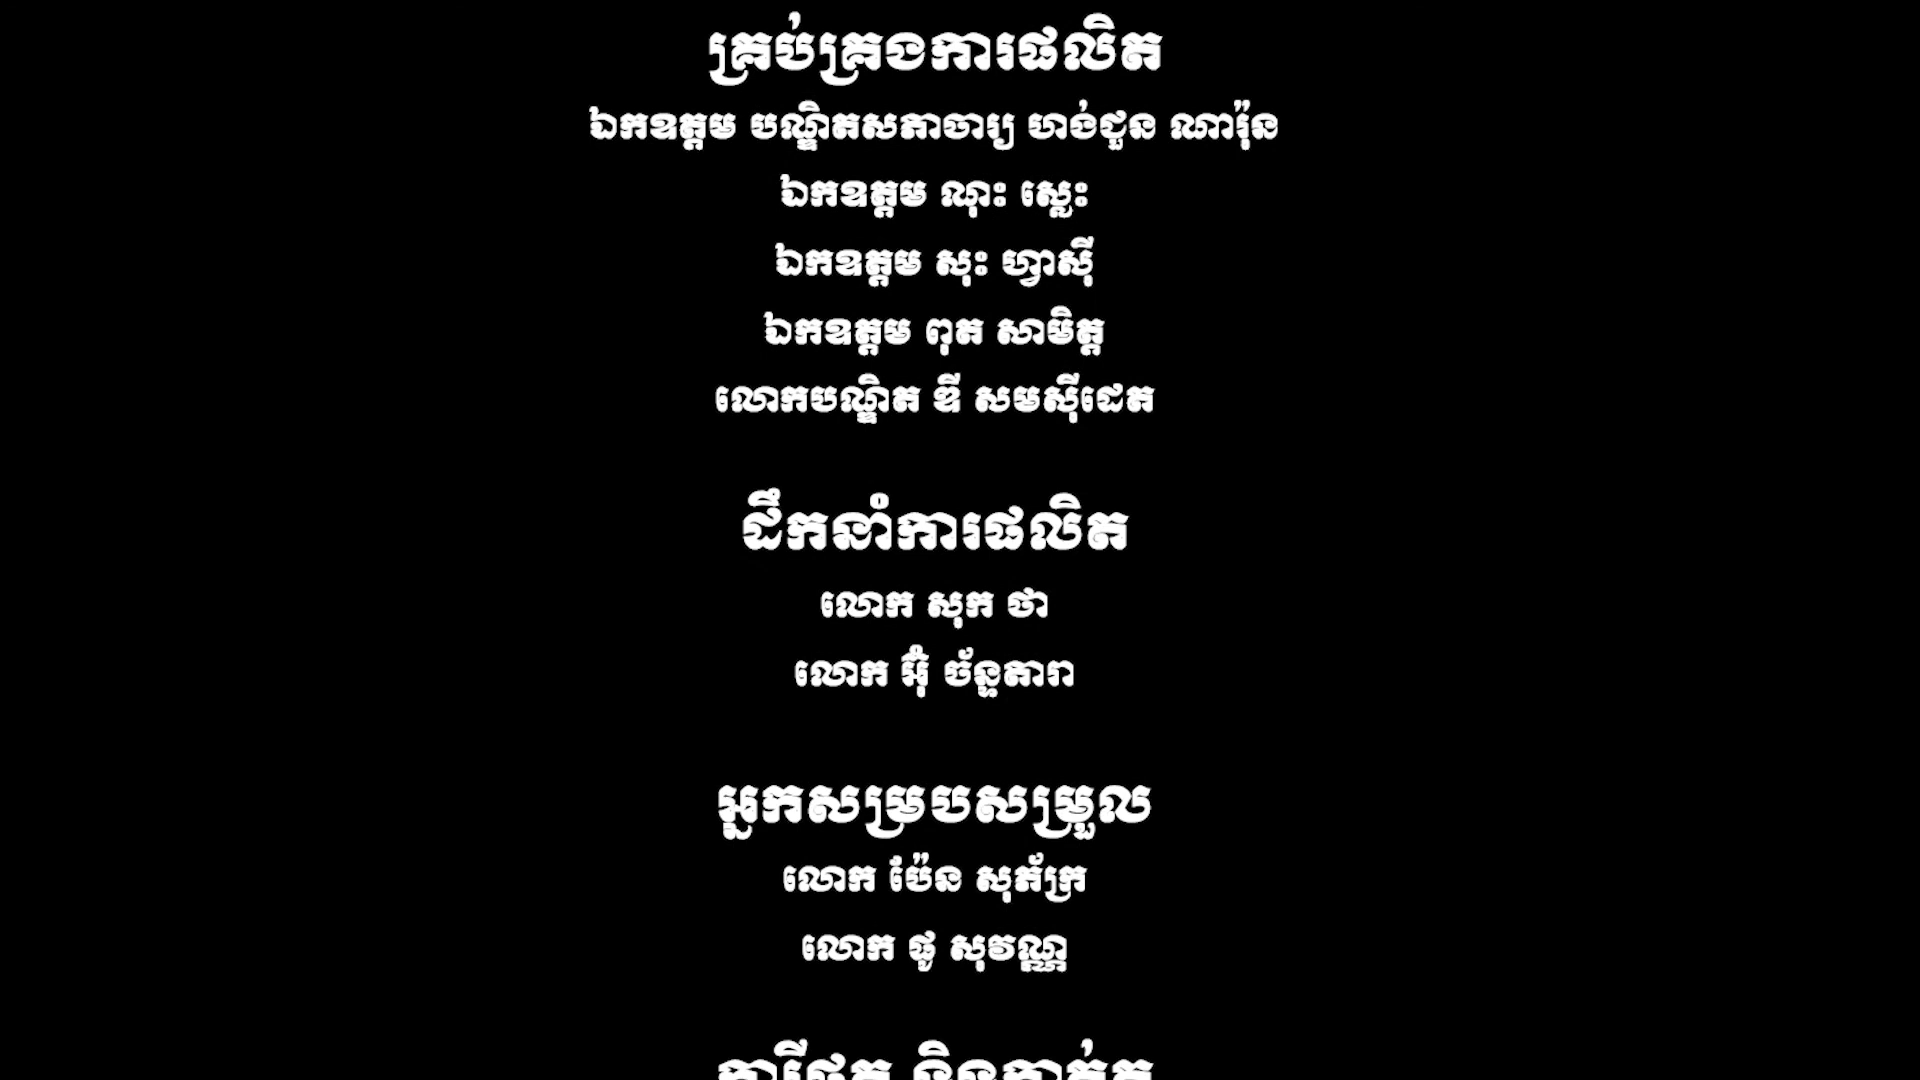 គ្រប់គ្រងការផលិត
ឯកឧត្តម បណ្ឌិតសភាចារ្យ ហង់ជួន ណារ៉ុន
ឯកឧត្តម ណុះ ស្លេះ
ឯកឧត្តម សុះ ហ្វាស៊ី
ឯកឧត្តម ពុត សាមិត្ត
លោកបណ្ឌិត ឌី សមស៊ីដេត
ដឹកនាំការផលិត
លោក សុក ថា
លោក អ៊ុំ ច័ន្ទតារា
អ្នកសម្របសម្រួល
លោក ប៉ែន សុភ័ក្រ
លោក ផូ សុវណ្ណ